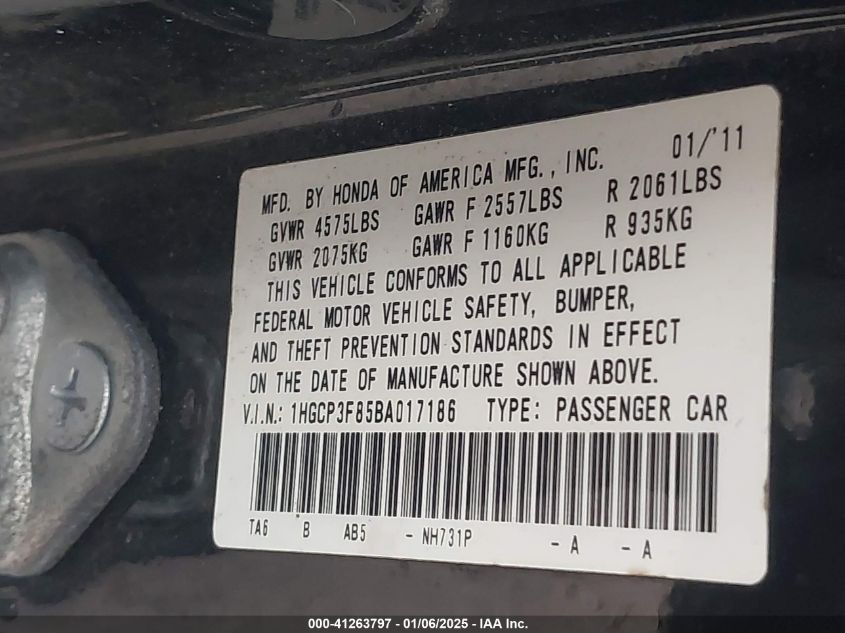 01/'11
MFD. BY HONDA OF AMERICA MFG., INC.
GVWR 4575LBS GAWR F 2557LBS R 2061LBS
GVWR 2075KG GAWR F 1160KG R 935KG
THIS VEHICLE CONFORMS TO ALL APPLICABLE
FEDERAL MOTOR VEHICLE SAFETY, BUMPER,
AND THEFT PREVENTION STANDARDS IN EFFECT
ON THE DATE OF MANUFACTURE SHOWN ABOVE.
V.I.N.: 1HGCP3F85BA017186 TYPE: PASSENGER CAR
TA6 B AB5 - NH731P - A - A
000-41263797 - 01/06/2025 - IAA Inc.